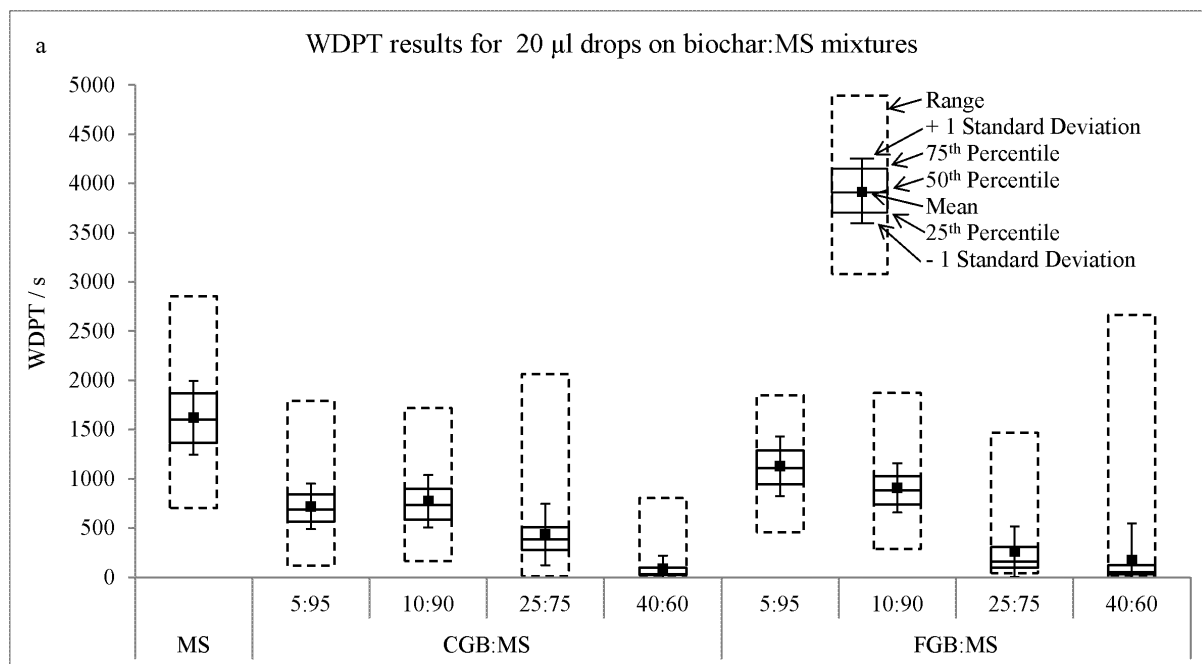 a
WDPT results for 20 µl drops on biochar:MS mixtures
WDPT / s
5000
4500
4000
3500
3000
2500
2000
1500
1000
500
0
Range
+ 1 Standard Deviation
75th Percentile
50th Percentile
Mean
25th Percentile
- 1 Standard Deviation
5:95 10:90 25:75 40:60 5:95 10:90 25:75 40:60
MS CGB:MS FGB:MS